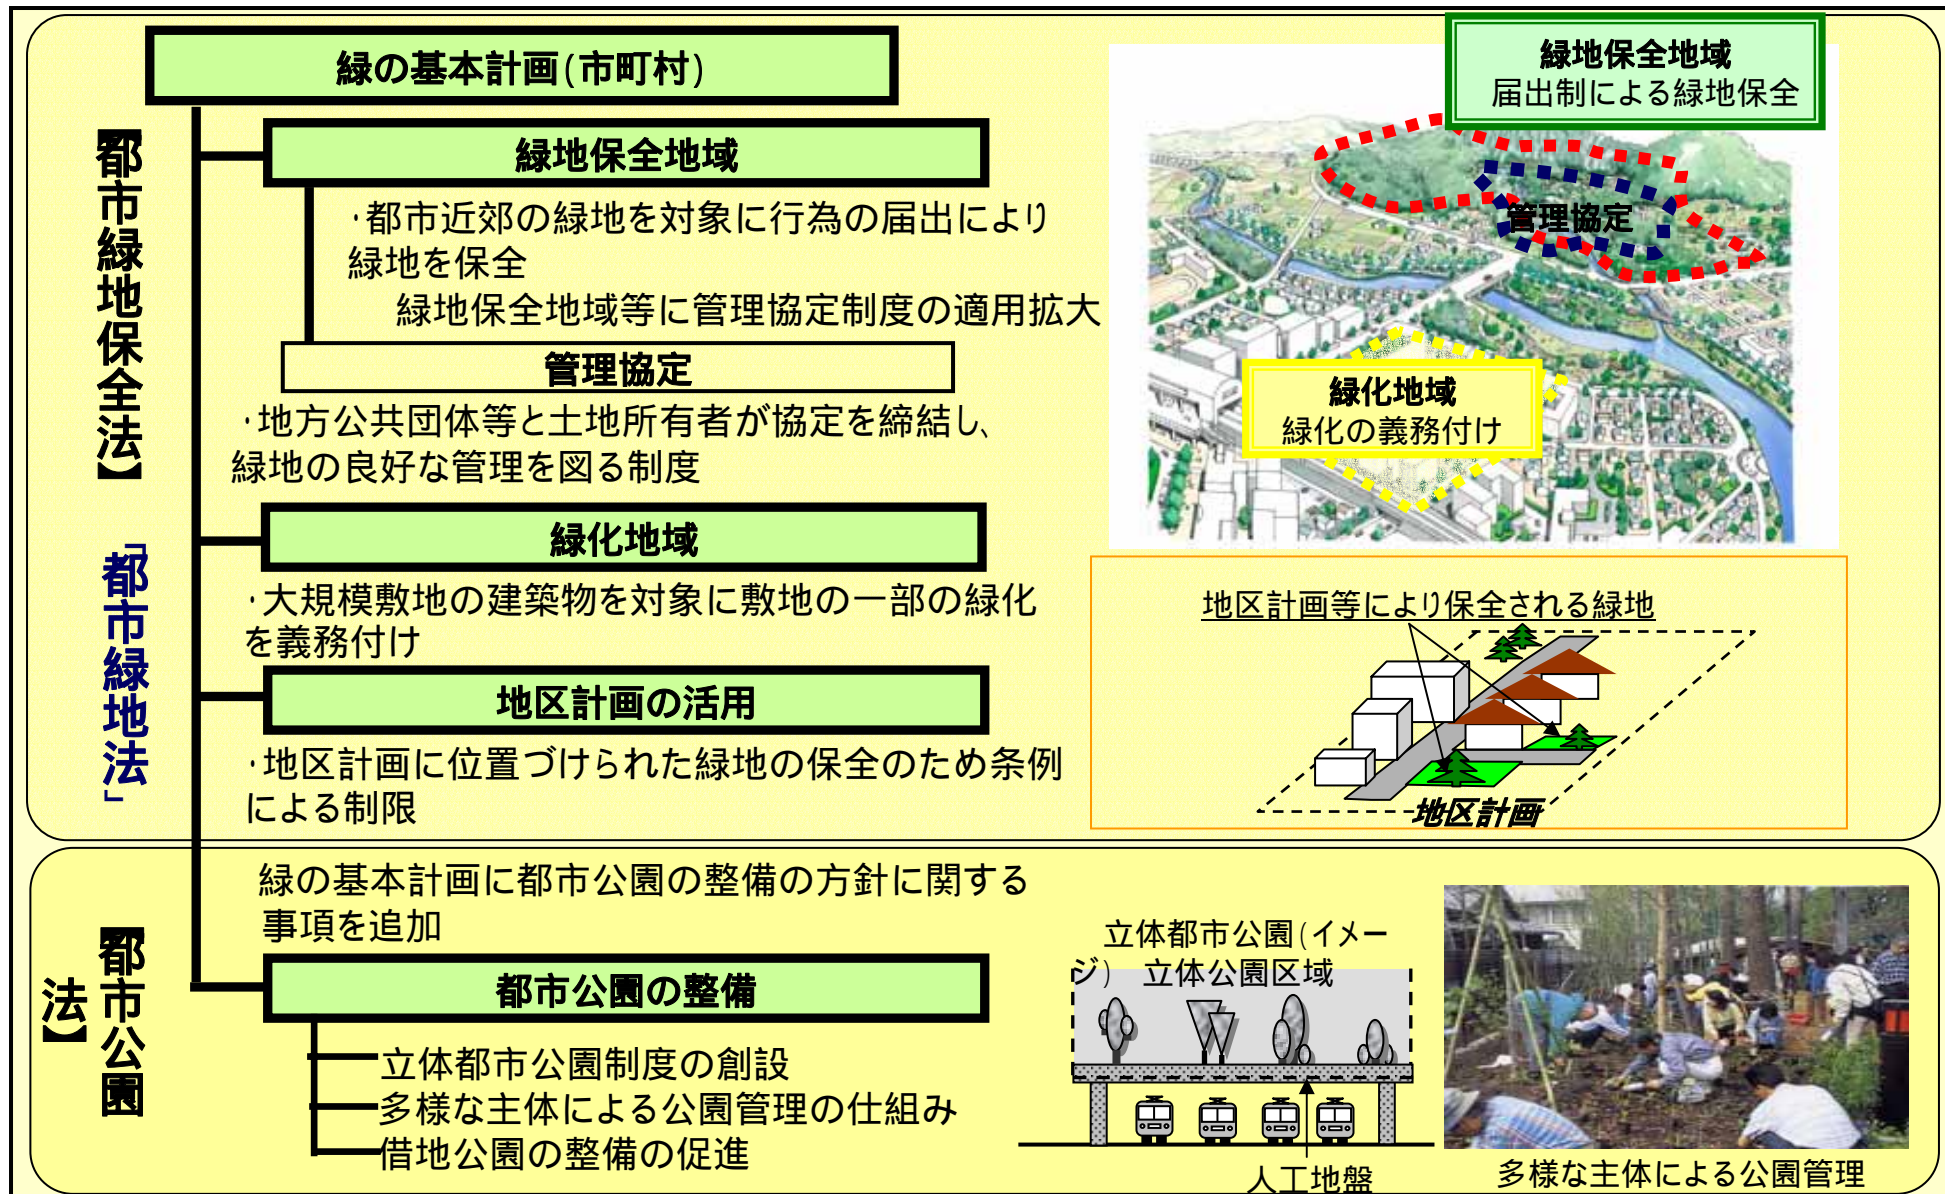 緑の基本計画(市町村)
【都市緑地保全法】
「都市緑地法」
緑地保全地域
・都市近郊の緑地を対象に行為の届出により
緑地を保全
緑地保全地域等に管理協定制度の適用拡大
管理協定
・地方公共団体等と土地所有者が協定を締結し、
緑地の良好な管理を図る制度
緑化地域
・大規模敷地の建築物を対象に敷地の一部の緑化
を義務付け
地区計画の活用
・地区計画に位置づけられた緑地の保全のため条例
による制限
緑地保全地域
届出制による緑地保全
管理協定
緑化地域
緑化の義務付け
地区計画等により保全される緑地
地区計画
【都市公園
法】
緑の基本計画に都市公園の整備の方針に関する
事項を追加
都市公園の整備
立体都市公園制度の創設
多様な主体による公園管理の仕組み
借地公園の整備の促進
立体都市公園(イメー
ジ) 立体公園区域
人工地盤
多様な主体による公園管理